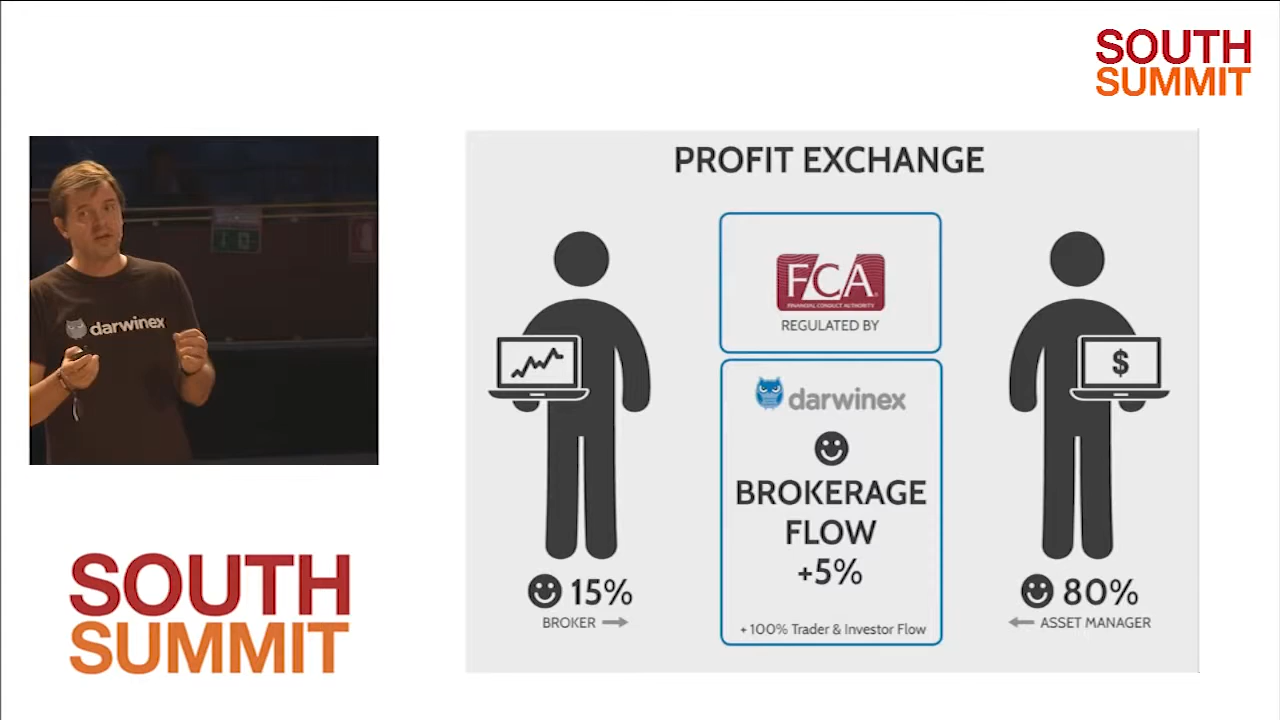 SOUTH
SUMMIT
PROFIT EXCHANGE
FCA
FINANCIAL CONDUCT AUTHORITY
REGULATED BY
$
darwinex
darwinex
BROKERAGE
FLOW
+5%
15%
80%
BROKER
ASSET MANAGER
+ 100% Trader & Investor Flow
SOUTH
SUMMIT